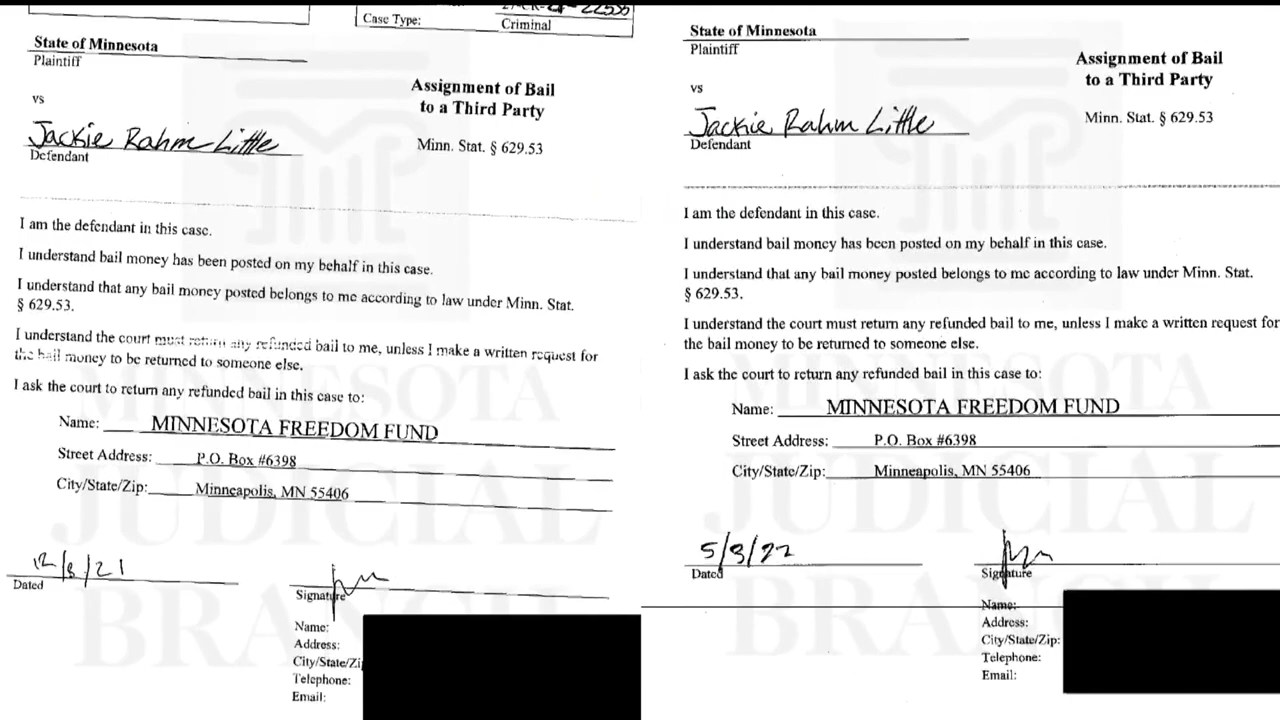 Case Type:
Criminal
State of Minnesota
Plaintiff
Assignment of Bail
to a Third Party
vs
Minn. Stat. § 629.53
Jackie Rahm Little
Defendant
I am the defendant in this case.
I understand bail money has been posted on my behalf in this case.
I understand that any bail money posted belongs to me according to law under Minn. Stat.
§ 629.53.
I understand the court must return any refunded bail to me, unless I make a written request for
the bail money to be returned to someone else.
I ask the court to return any refunded bail in this case to:
Name: MINNESOTA FREEDOM FUND
Street Address: P.O. Box #6398
City/State/Zip: Minneapolis, MN 55406
12/8/21
Dated
Signature
Name:
Address:
City/State/Zi
Telephone:
Email:
State of Minnesota
Plaintiff
Assignment of Bail
to a Third Party
vs
Minn. Stat. § 629.53
Jackie Rahm Little
Defendant
I am the defendant in this case.
I understand bail money has been posted on my behalf in this case.
I understand that any bail money posted belongs to me according to law under Minn. Stat.
§ 629.53.
I understand the court must return any refunded bail to me, unless I make a written request for
the bail money to be returned to someone else.
I ask the court to return any refunded bail in this case to:
Name: MINNESOTA FREEDOM FUND
Street Address: P.O. Box #6398
City/State/Zip: Minneapolis, MN 55406
5/3/22
Dated
Signature
Name:
Address:
City/State/Zip:
Telephone:
Email:
MINNESOTA
JUDICIAL
BRANCH
MINNESOTA
JUDICIAL
BRANCH